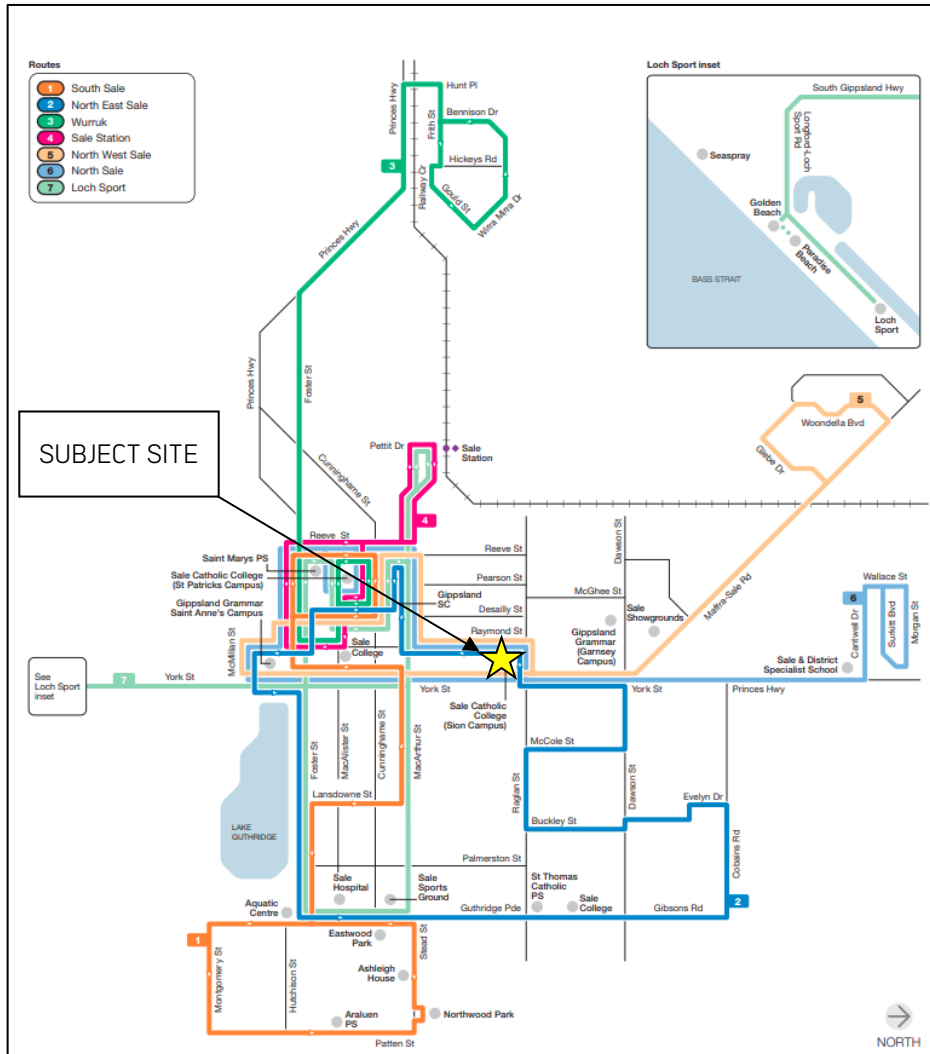 Routes
1 South Sale
2 North East Sale
3 Wurruk
4 Sale Station
5 North West Sale
6 North Sale
7 Loch Sport
Loch Sport inset
South Gippsland Hwy
Longford-Loch
Sport Rd
Seaspray
Golden
Beach
Paradise
Beach
BASS STRAIT
Loch
Sport
Hunt Pl
Princes Hwy
Frith St
Bennison Dr
3
Hickeys Rd
Railway Cr
Gould St
Wirra Mirra Dr
Princes Hwy
Princes Hwy
Foster St
5
Woondella Blvd
Glebe Dr
SUBJECT SITE
Pettit Dr
Sale
Station
Cunninghame St
4
Reeve St
Dawson St
Saint Marys PS
Reeve St
Sale Catholic College
(St Patricks Campus)
Pearson St
Gippsland
SC
McGhee St
Maffra-Sale Rd
Wallace St
6
Gippsland Grammar
Saint Anne's Campus
Desailly St
Sale
Showgrounds
Cantwell Dr
Surkitt Blvd
Morgan St
McMillan St
Raymond St
Gippsland
Grammar
(Garnsey
Campus)
Sale
College
Sale & District
Specialist School
See
Loch Sport
inset
7
York St
York St
York St
Princes Hwy
Sale Catholic
College
(Sion Campus)
Foster St
MacAlister St
Cunninghame St
MacArthur St
McCole St
Raglan St
Dawson St
Lansdowne St
Evelyn Dr
LAKE
GUTHRIDGE
Buckley St
Cobains Rd
Palmerston St
Sale
Hospital
Sale
Sports
Ground
St Thomas
Catholic
PS
Sale
College
2
Aquatic
Centre
Guthridge Pde
Gibsons Rd
1
Eastwood
Park
Stead St
Montgomery St
Hutchison St
Ashleigh
House
Araluen
PS
Northwood Park
Patten St
NORTH